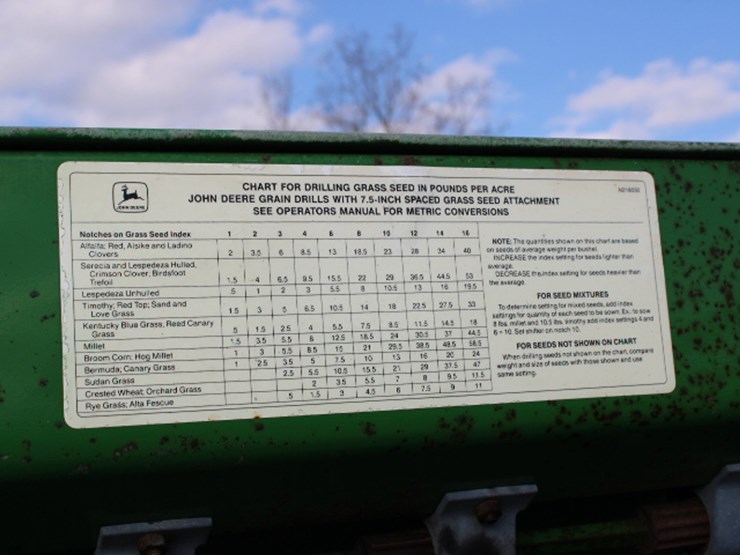 JOHN DEERE
CHART FOR DRILLING GRASS SEED IN POUNDS PER ACRE
JOHN DEERE GRAIN DRILLS WITH 7.5-INCH SPACED GRASS SEED ATTACHMENT
SEE OPERATORS MANUAL FOR METRIC CONVERSIONS
Notches on Grass Seed Index 1 2 3 4 6 8 10 12 14 16
Alfalfa; Red, Alsike and Ladino
Clovers 2 3.5 6 8.5 13 18.5 23 28 34 40
Serecia and Lespedeza Hulled,
Crimson Clover; Birdsfoot
Trefoil 1.5 4 6.5 9.5 15.5 22 29 36.5 44.5 53
Lespedeza Unhulled .5 1 2 3 5.5 8 10.5 13 16 19.5
Timothy; Red Top; Sand and
Love Grass 1.5 3 5 6.5 10.5 14 18 22.5 27.5 33
Kentucky Blue Grass; Reed Canary
Grass .5 1.5 2.5 4 5.5 7.5 8.5 11.5 14.5 18
Millet 1.5 3.5 5.5 8 12.5 18.5 24 30.5 37 44.5
Broom Corn; Hog Millet 1 3 5.5 8.5 15 21 29.5 38.5 48.5 58.5
Bermuda; Canary Grass 1 2.5 3.5 5 7.5 10 13 16 20 24
Sudan Grass 2.5 5.5 10.5 15.5 21 29 37.5 47
Crested Wheat; Orchard Grass 2 3.5 5.5 7 8 9.5 11.5
Rye Grass; Alta Fescue .5 1.5 3 4.5 6 7.5 9 11
NOTE: The quantities shown on this chart are based
on seeds of average weight per bushel.
INCREASE the index setting for seeds lighter than
average.
DECREASE the index setting for seeds heavier than
the average.
FOR SEED MIXTURES
To determine setting for mixed seeds, add index
settings for quantity of each seed to be sown. Ex.: to sow
8 lbs. millet and 10.5 lbs. timothy add index settings 4 and
6 = 10. Set shifter on notch 10.
FOR SEEDS NOT SHOWN ON CHART
When drilling seeds not shown on the chart, compare
weight and size of seeds with those shown and use
same setting.